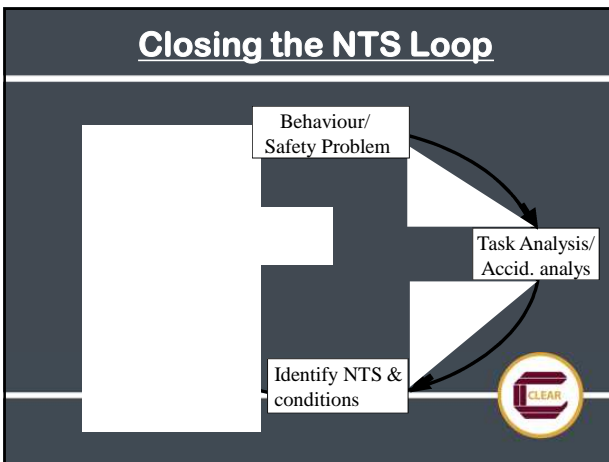 Closing the NTS Loop
Behaviour/
Safety Problem
Task Analysis/
Accid. analys
Identify NTS &
conditions
CLEAR